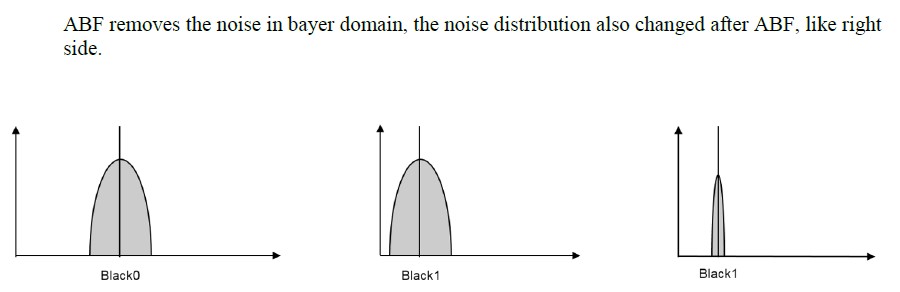 ABF removes the noise in bayer domain, the noise distribution also changed after ABF, like right
side.
Black0
Black1
Black1